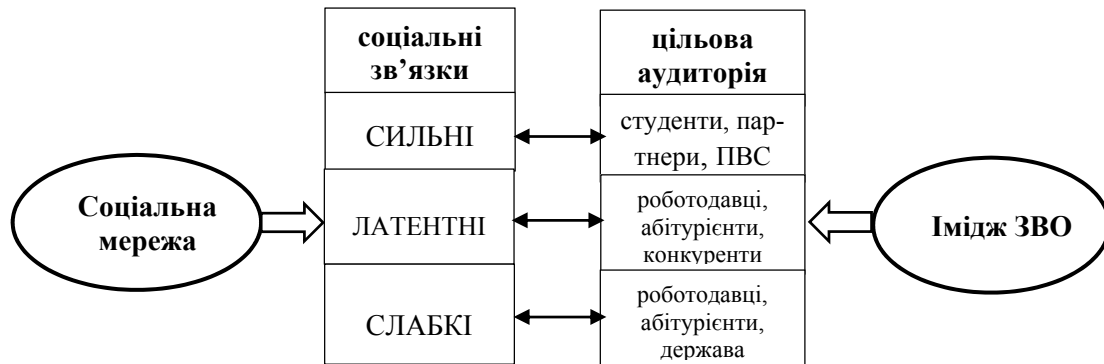 соціальні
зв’язки
цільова
аудиторія
СИЛЬНІ
студенти, пар-
тнери, ПВС
Соціальна
мережа
ЛАТЕНТНІ
роботодавці,
абітурієнти,
конкуренти
Імідж ЗВО
СЛАБКІ
роботодавці,
абітурієнти,
держава